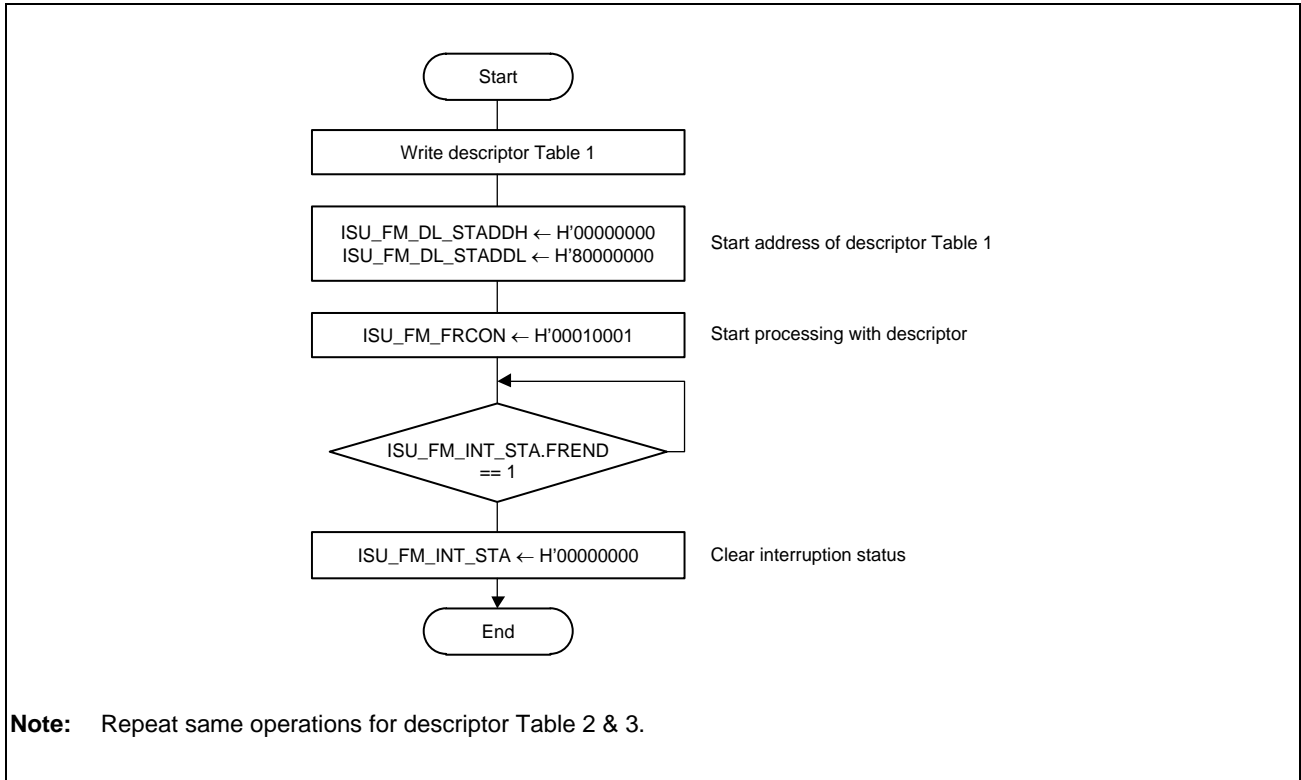 Start
Write descriptor Table 1
ISU_FM_DL_STADDH ← H'00000000
ISU_FM_DL_STADDL ← H'80000000
Start address of descriptor Table 1
ISU_FM_FRCON ← H'00010001
Start processing with descriptor
ISU_FM_INT_STA.FREND
== 1
ISU_FM_INT_STA ← H'00000000
Clear interruption status
End
Note: Repeat same operations for descriptor Table 2 & 3.